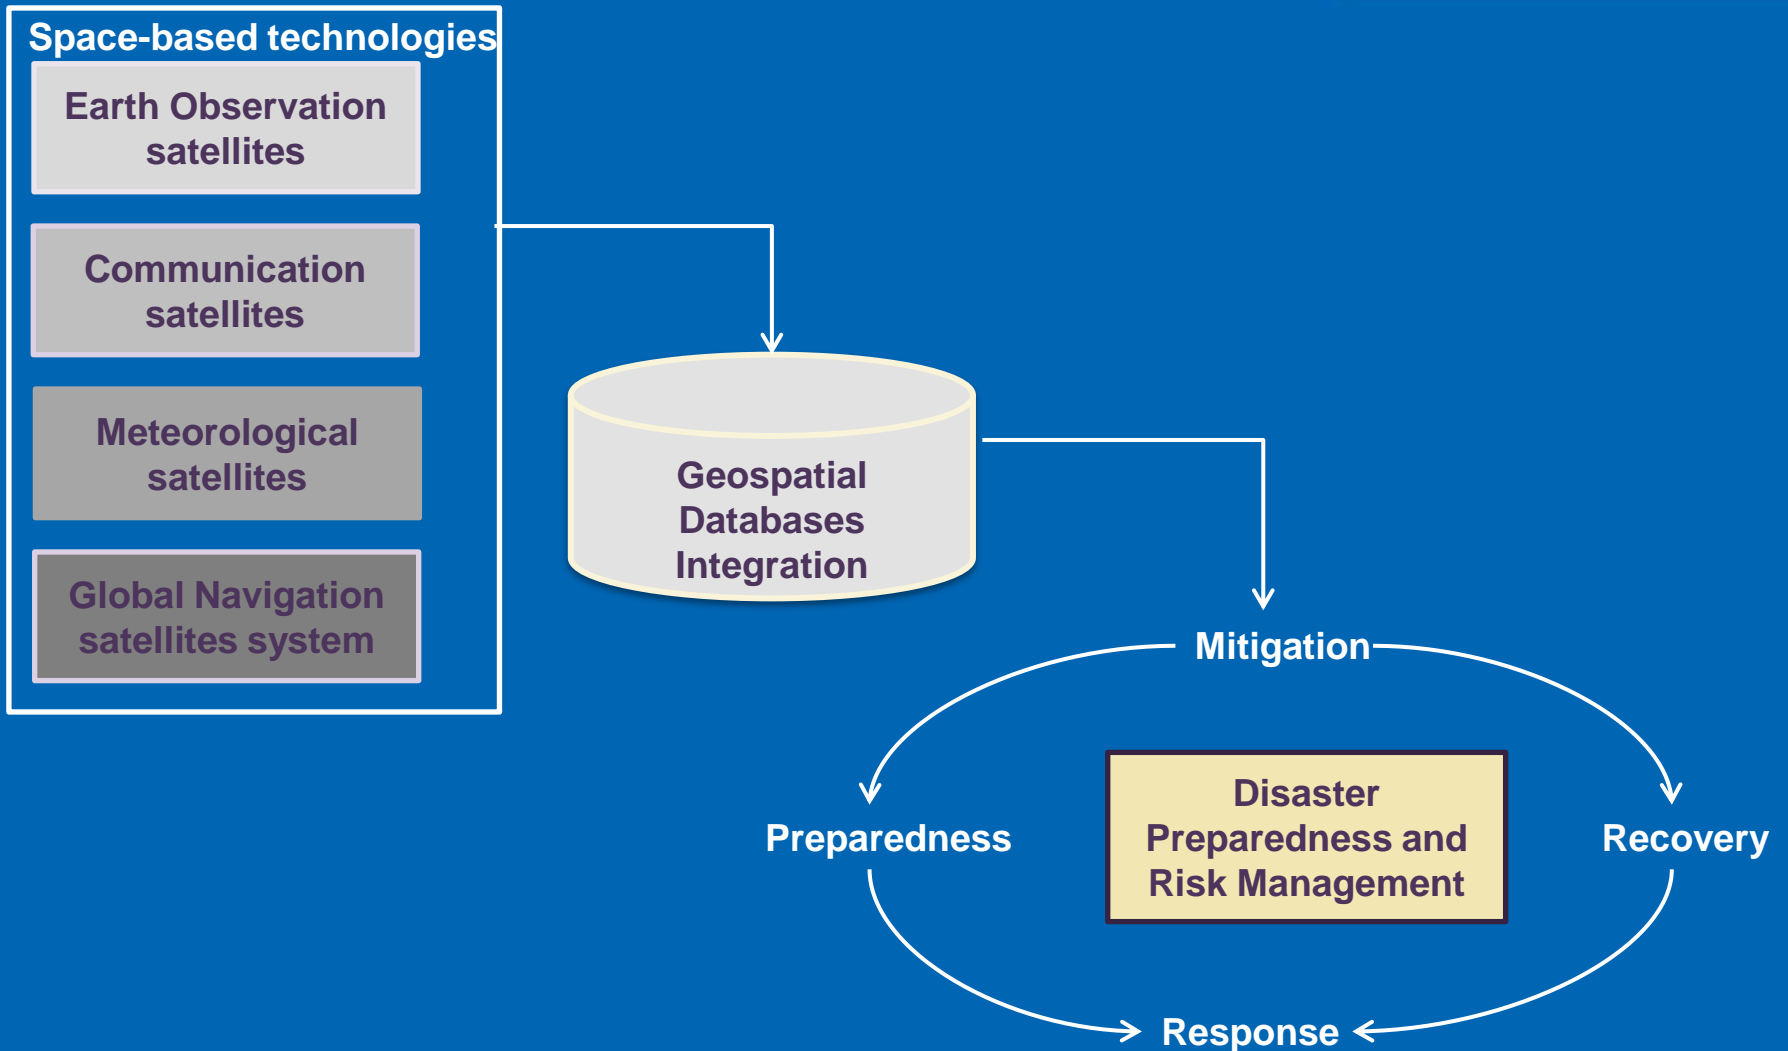 Space-based technologies
Earth Observation
satellites
Communication
satellites
Meteorological
satellites
Global Navigation
satellites system
Geospatial
Databases
Integration
Mitigation
Disaster
Preparedness and
Risk Management
Preparedness
Recovery
Response